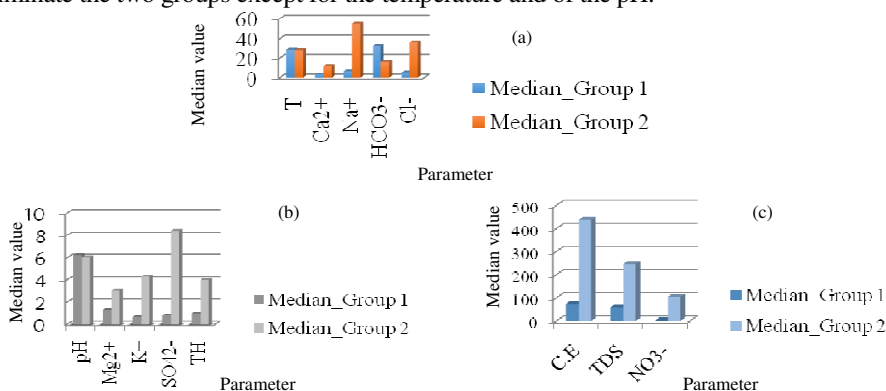 minate the two groups except for the temperature and of the pH.
60
40
20
0
Median value
T
Ca2+
Na+
HCO3-
Cl-
(a)
Median_Group 1
Median_Group 2
Parameter
10
8
6
4
2
0
Median value
pH
Mg2+
K+
SO42-
TH
(b)
Median_Group 1
Median_Group 2
Parameter
500
400
300
200
100
0
Median value
C.E
TDS
NO3-
(c)
Median_Group 1
Median_Group 2
Parameter